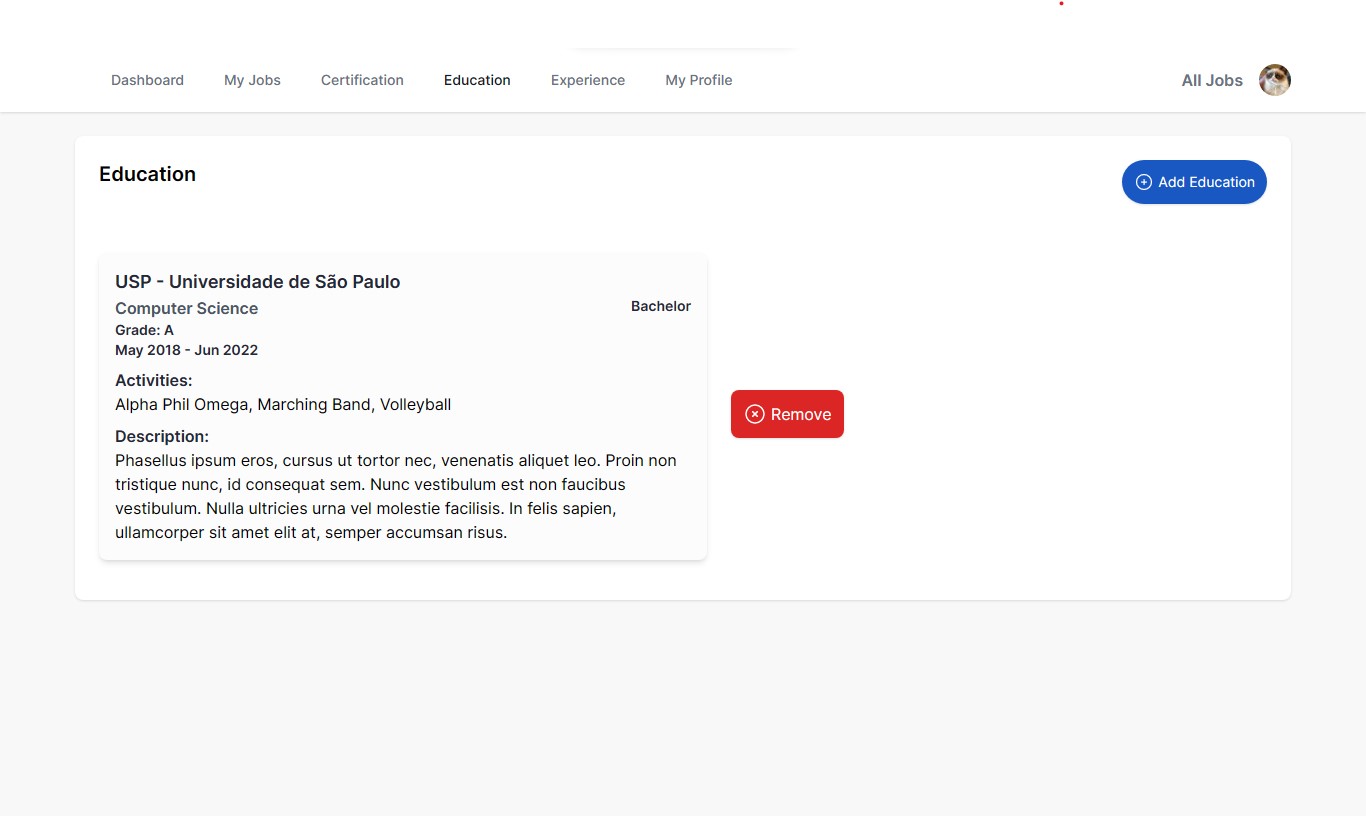 Dashboard My Jobs Certification Education Experience My Profile All Jobs
Education
Add Education
USP - Universidade de São Paulo
Computer Science
Bachelor
Grade: A
May 2018 - Jun 2022
Activities:
Alpha Phil Omega, Marching Band, Volleyball
Description:
Phasellus ipsum eros, cursus ut tortor nec, venenatis aliquet leo. Proin non
tristique nunc, id consequat sem. Nunc vestibulum est non faucibus
vestibulum. Nulla ultricies urna vel molestie facilisis. In felis sapien,
ullamcorper sit amet elit at, semper accumsan risus.
Remove